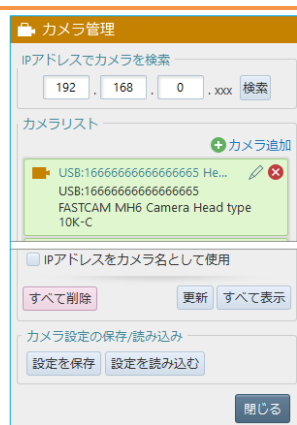 カメラ管理
IPアドレスでカメラを検索
192 . 168 . 0 . xxx 検索
カメラリスト
カメラ追加
USB:16666666666666665 He...
USB:16666666666666665
FASTCAM MH6 Camera Head type
10K-C
IPアドレスをカメラ名として使用
すべて削除 更新 すべて表示
カメラ設定の保存/読み込み
設定を保存 設定を読み込む
閉じる